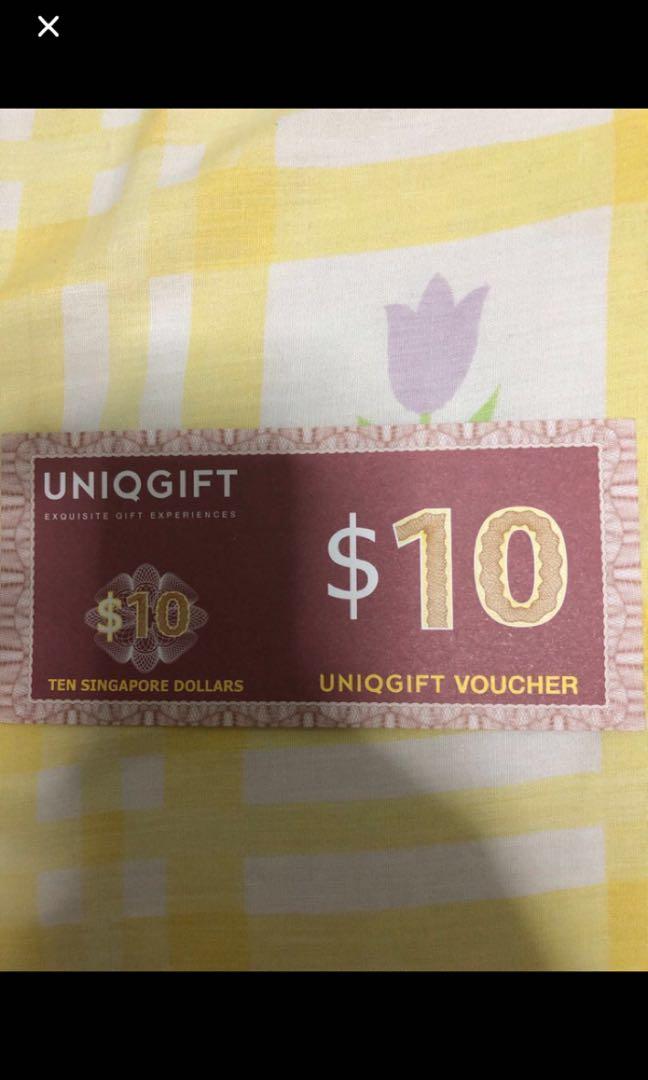 UNIQGIFT
EXQUISITE GIFT EXPERIENCES
$10
TEN SINGAPORE DOLLARS
$10
UNIQGIFT VOUCHER